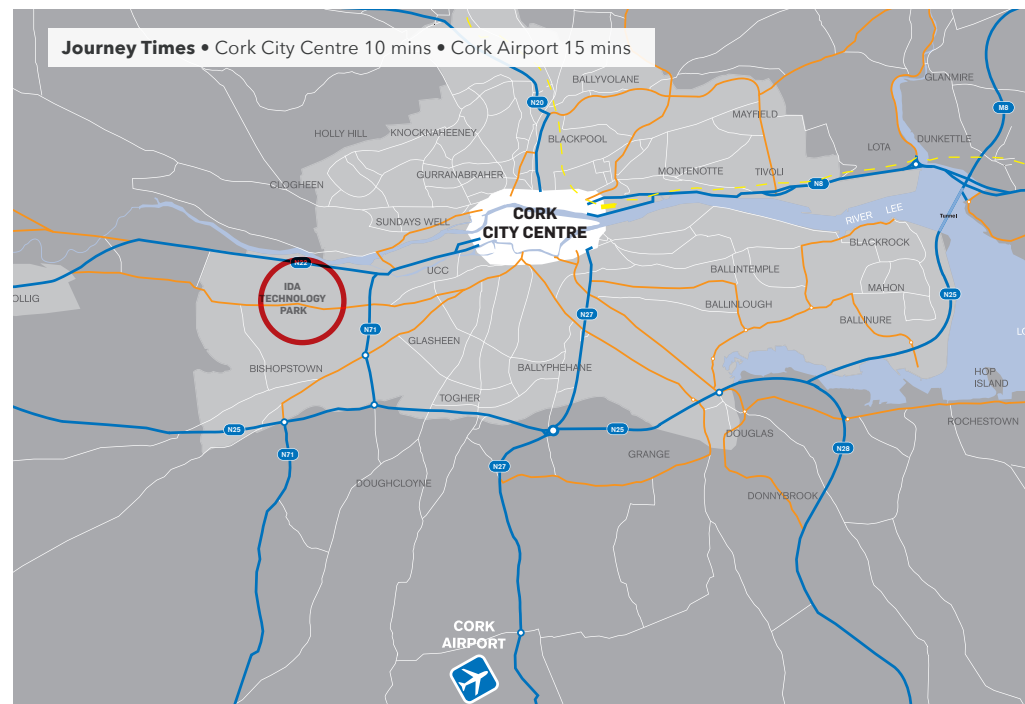 Journey Times • Cork City Centre 10 mins • Cork Airport 15 mins
BALLYVOLANE
GLANMIRE
N20
M8
MAYFIELD
HOLLY HILL
KNOCKNAHEENEY
BLACKPOOL
DUNKETTLE
LOTA
GURRANABRAHER
MONTENOTTE
TIVOLI
CLOGHEEN
N8
SUNDAYS WELL
CORK
CITY CENTRE
RIVER LEE
Tunnel
BLACKROCK
N22
UCC
BALLINTEMPLE
IDA
TECHNOLOGY
PARK
OLLIG
MAHON
N25
BALLINLOUGH
N27
BALLINURE
N71
GLASHEEN
BISHOPSTOWN
BALLYPHEHANE
HOP
ISLAND
TOGHER
ROCHESTOWN
N25
N25
DOUGLAS
N71
GRANGE
N28
N27
DOUGHCLOYNE
DONNYBROOK
CORK
AIRPORT